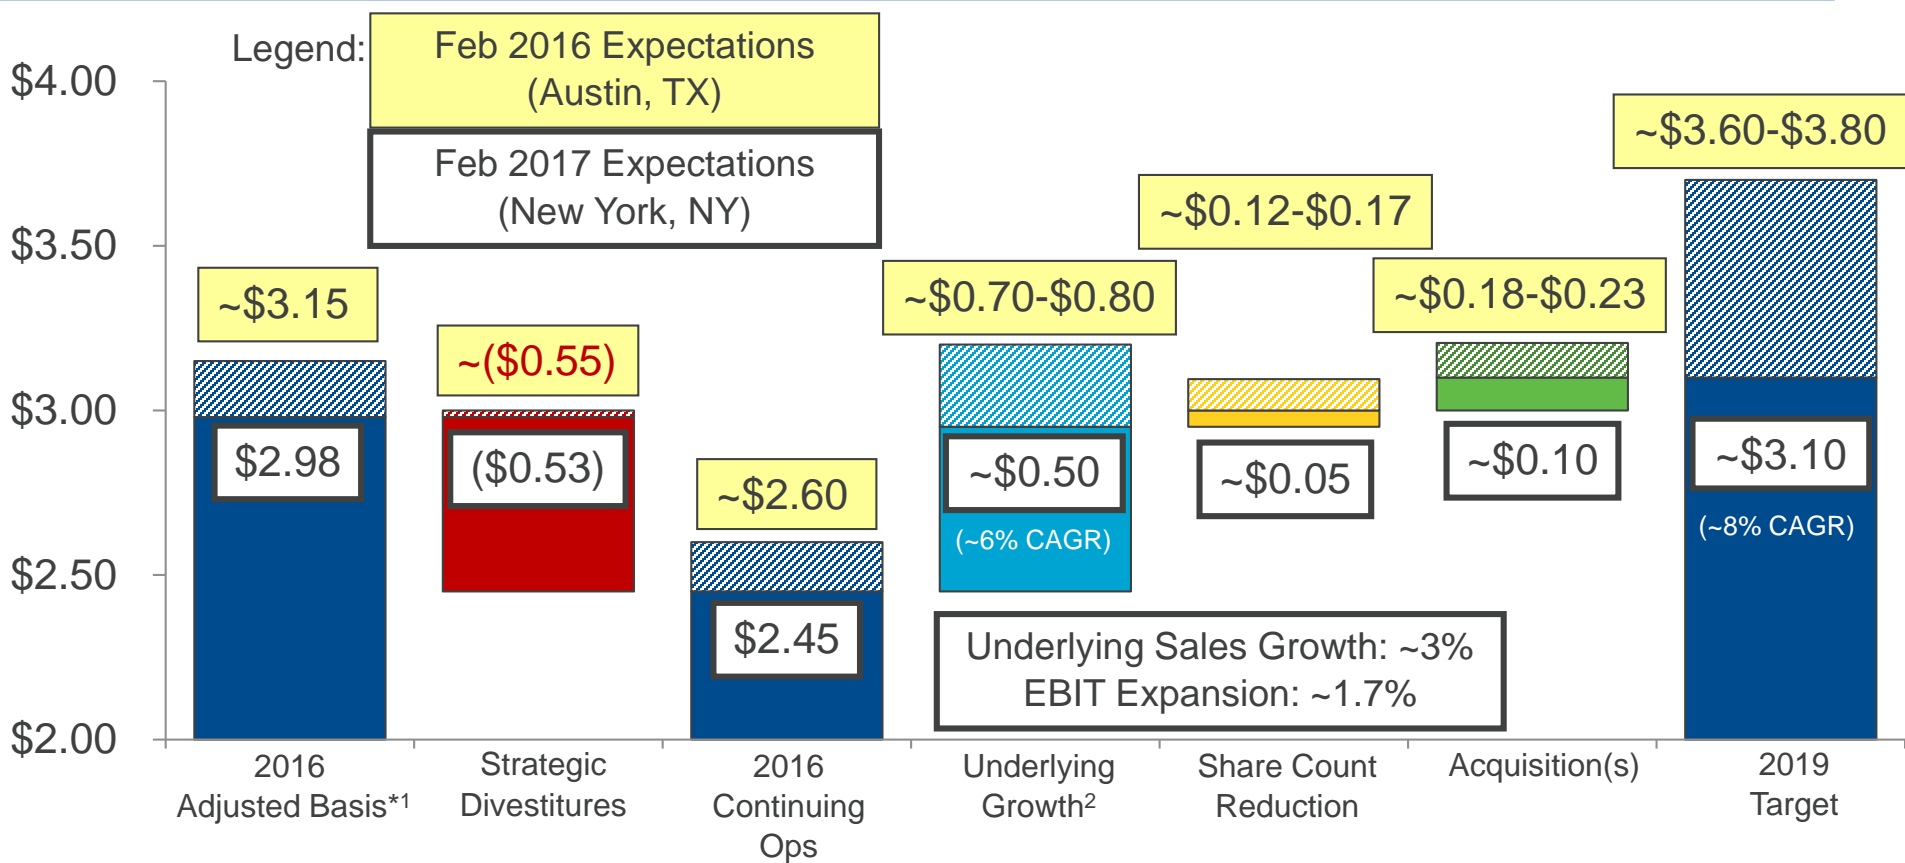 Legend:
Feb 2016 Expectations
(Austin, TX)
Feb 2017 Expectations
(New York, NY)
$4.00
$3.50
$3.00
$2.50
$2.00
~$3.15
$2.98
~($0.55)
($0.53)
~$2.60
$2.45
~$0.70-$0.80
~$0.50
(~6% CAGR)
~$0.12-$0.17
~$0.05
~$0.18-$0.23
~$0.10
~$3.60-$3.80
~$3.10
(~8% CAGR)
Underlying Sales Growth: ~3%
EBIT Expansion: ~1.7%
2016
Adjusted Basis*¹
Strategic
Divestitures
2016
Continuing
Ops
Underlying
Growth²
Share Count
Reduction
Acquisition(s)
2019
Target